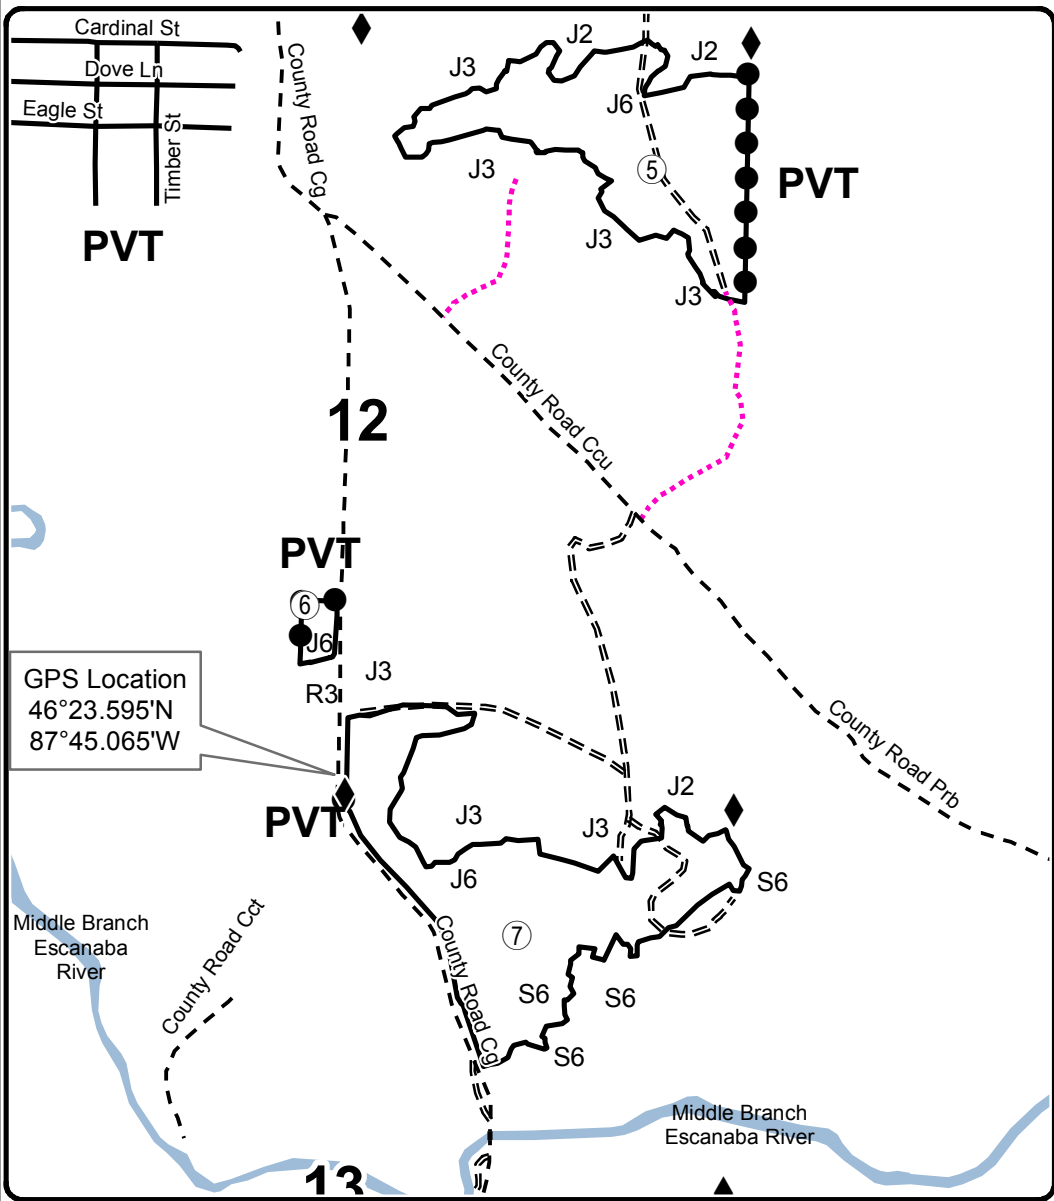 Cardinal St
Dove Ln
Eagle St
Timber St
PVT
County Road Cg
J2
J3
J2
J6
J3
5
PVT
J3
J3
County Road Ccu
12
PVT
6
J6
GPS Location
46°23.595'N
87°45.065'W
J3
R3
County Road Prb
PVT
J2
J3
J3
J6
S6
7
Middle Branch
Escanaba
River
County Road Cct
County Road Cg
S6
S6
S6
Middle Branch
Escanaba River
13